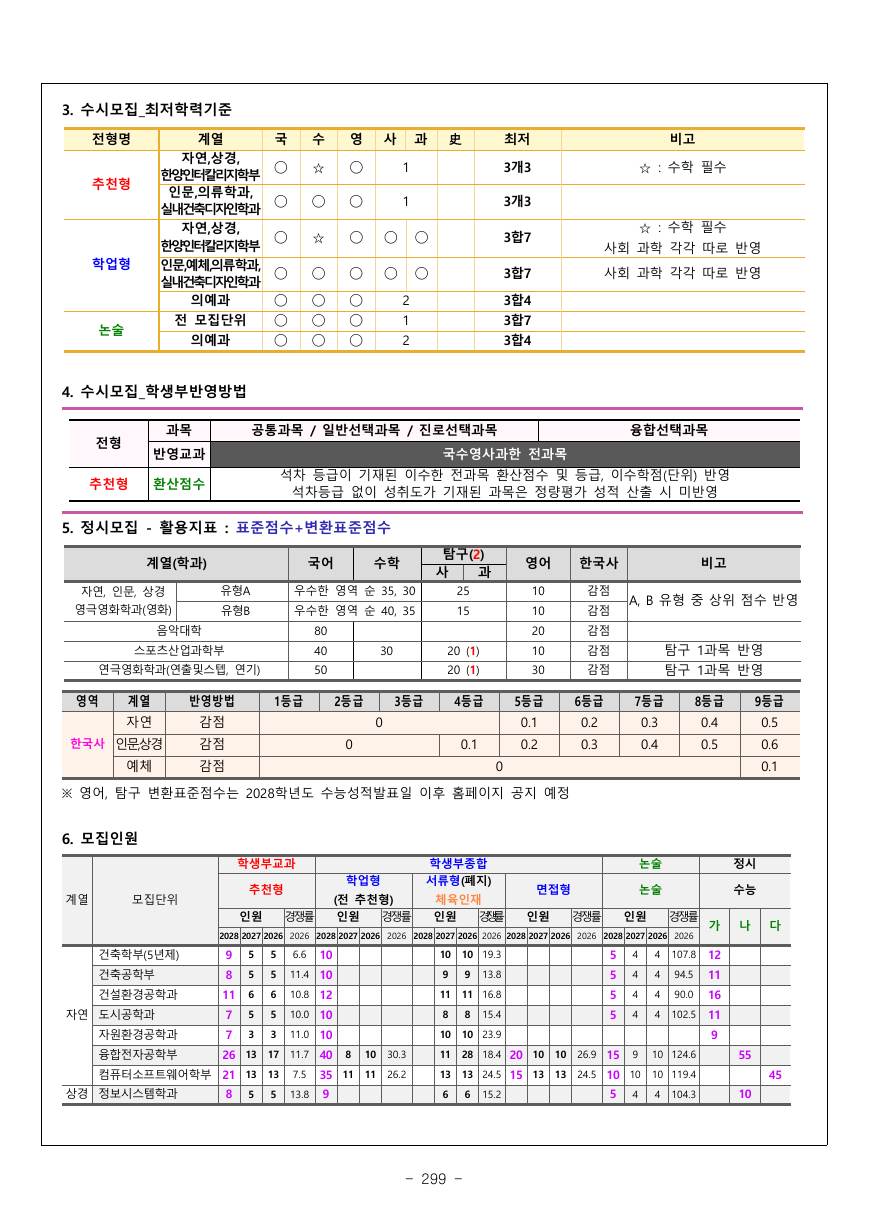 3. 수시모집_최저학력기준
전형명 계열 국 수 영 사 과 史 최저 비고
추천형 자연,상경, 한양인터칼리지학부 ○ ☆ ○ 1 3개3 ☆ : 수학 필수
인문,의류학과, 실내건축디자인학과 ○ ○ ○ 1 3개3
학업형 자연,상경, 한양인터칼리지학부 ○ ☆ ○ ○ ○ 3합7 ☆ : 수학 필수
사회 과학 각각 따로 반영
인문,예체,의류학과, 실내건축디자인학과 ○ ○ ○ ○ ○ 3합7 사회 과학 각각 따로 반영
의예과 ○ ○ ○ 2 3합4
논술 전 모집단위 ○ ○ ○ 1 3합7
의예과 ○ ○ ○ 2 3합4
4. 수시모집_학생부반영방법
전형 과목 공통과목 / 일반선택과목 / 진로선택과목 융합선택과목
반영교과 국수영사과한 전과목
추천형 환산점수 석차 등급이 기재된 이수한 전과목 환산점수 및 등급, 이수학점(단위) 반영
석차등급 없이 성취도가 기재된 과목은 정량평가 성적 산출 시 미반영
5. 정시모집 - 활용지표 : 표준점수+변환표준점수
계열(학과) 국어 수학 탐구(2) 영어 한국사 비고
사 과
자연, 인문, 상경 영극영화학과(영화) 유형A 우수한 영역 순 35, 30 25 10 감점 A, B 유형 중 상위 점수 반영
유형B 우수한 영역 순 40, 35 15 10 감점
음악대학 80 20 감점
스포츠산업과학부 40 30 20 (1) 10 감점 탐구 1과목 반영
연극영화학과(연출및스텝, 연기) 50 20 (1) 30 감점 탐구 1과목 반영
영역 계열 반영방법 1등급 2등급 3등급 4등급 5등급 6등급 7등급 8등급 9등급
한국사 자연 감점 0 0.1 0.2 0.3 0.4 0.5
인문상경 감점 0 0.1 0.2 0.3 0.4 0.5 0.6
예체 감점 0 0.1
※ 영어, 탐구 변환표준점수는 2028학년도 수능성적발표일 이후 홈페이지 공지 예정
6. 모집인원
계열 모집단위 학생부교과 학생부종합 논술 정시
추천형 학업형 (전 추천형) 서류형(폐지) 체육인재 면접형 논술 수능
인원 경쟁률 인원 경쟁률 인원 경쟁률 인원 경쟁률 인원 경쟁률 가 나 다
2028 2027 2026 2026 2028 2027 2026 2026 2028 2027 2026 2026 2028 2027 2026 2026 2028 2027 2026 2026
자연 건축학부(5년제) 9 5 5 6.6 10 10 10 19.3 5 4 4 107.8 12
건축공학부 8 5 5 11.4 10 9 9 13.8 5 4 4 94.5 11
건설환경공학과 11 6 6 10.8 12 11 11 16.8 5 4 4 90.0 16
도시공학과 7 5 5 10.0 10 8 8 15.4 5 4 4 102.5 11
자원환경공학과 7 3 3 11.0 10 10 10 23.9 9
융합전자공학부 26 13 17 11.7 40 8 10 30.3 11 28 18.4 20 10 10 26.9 15 9 10 124.6 55
컴퓨터소프트웨어학부 21 13 13 7.5 35 11 11 26.2 13 13 24.5 15 13 13 24.5 10 10 10 119.4 45
상경 정보시스템학과 8 5 5 13.8 9 6 6 15.2 5 4 4 104.3 10
- 299 -